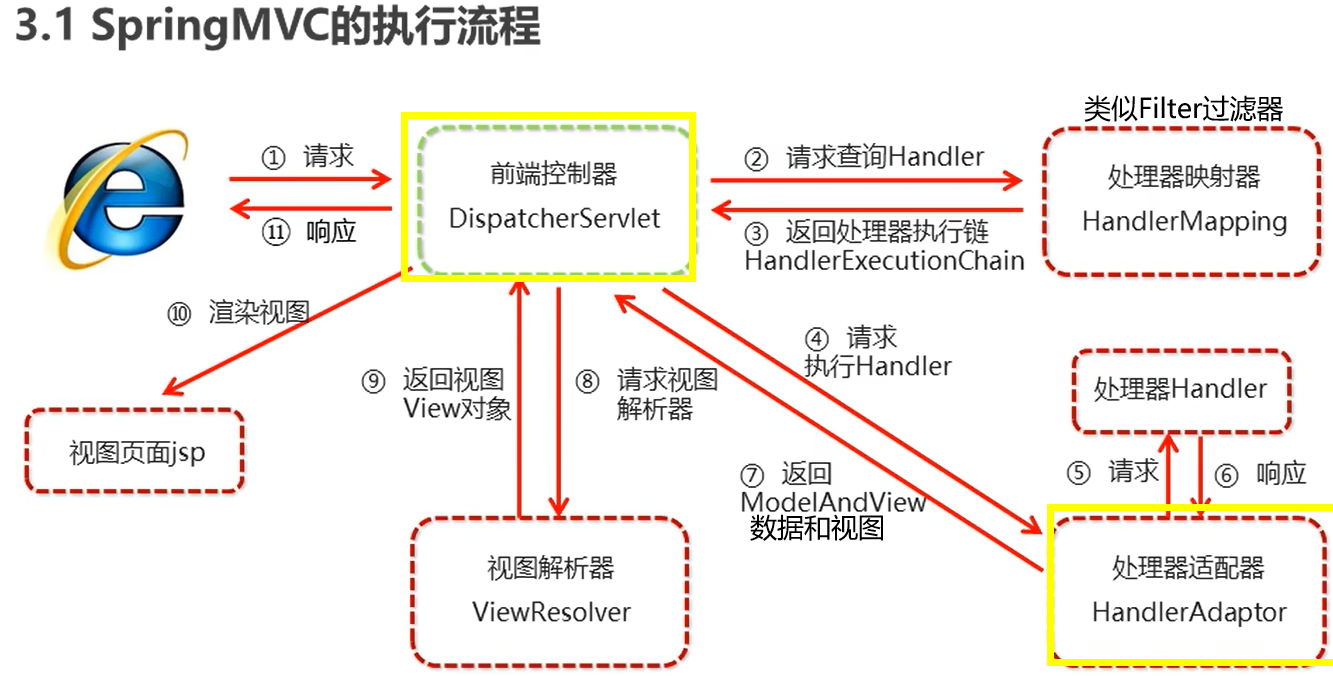 3.1 SpringMVC的执行流程
类似Filter过滤器
① 请求
前端控制器
DispatcherServlet
② 请求查询Handler
处理器映射器
HandlerMapping
⑪ 响应
③ 返回处理器执行链
HandlerExecutionChain
⑩ 渲染视图
④ 请求
执行Handler
⑨ 返回视图
View对象
⑧ 请求视图
解析器
处理器Handler
视图页面jsp
⑦ 返回
ModelAndView
数据和视图
⑤ 请求
⑥ 响应
视图解析器
ViewResolver
处理器适配器
HandlerAdaptor